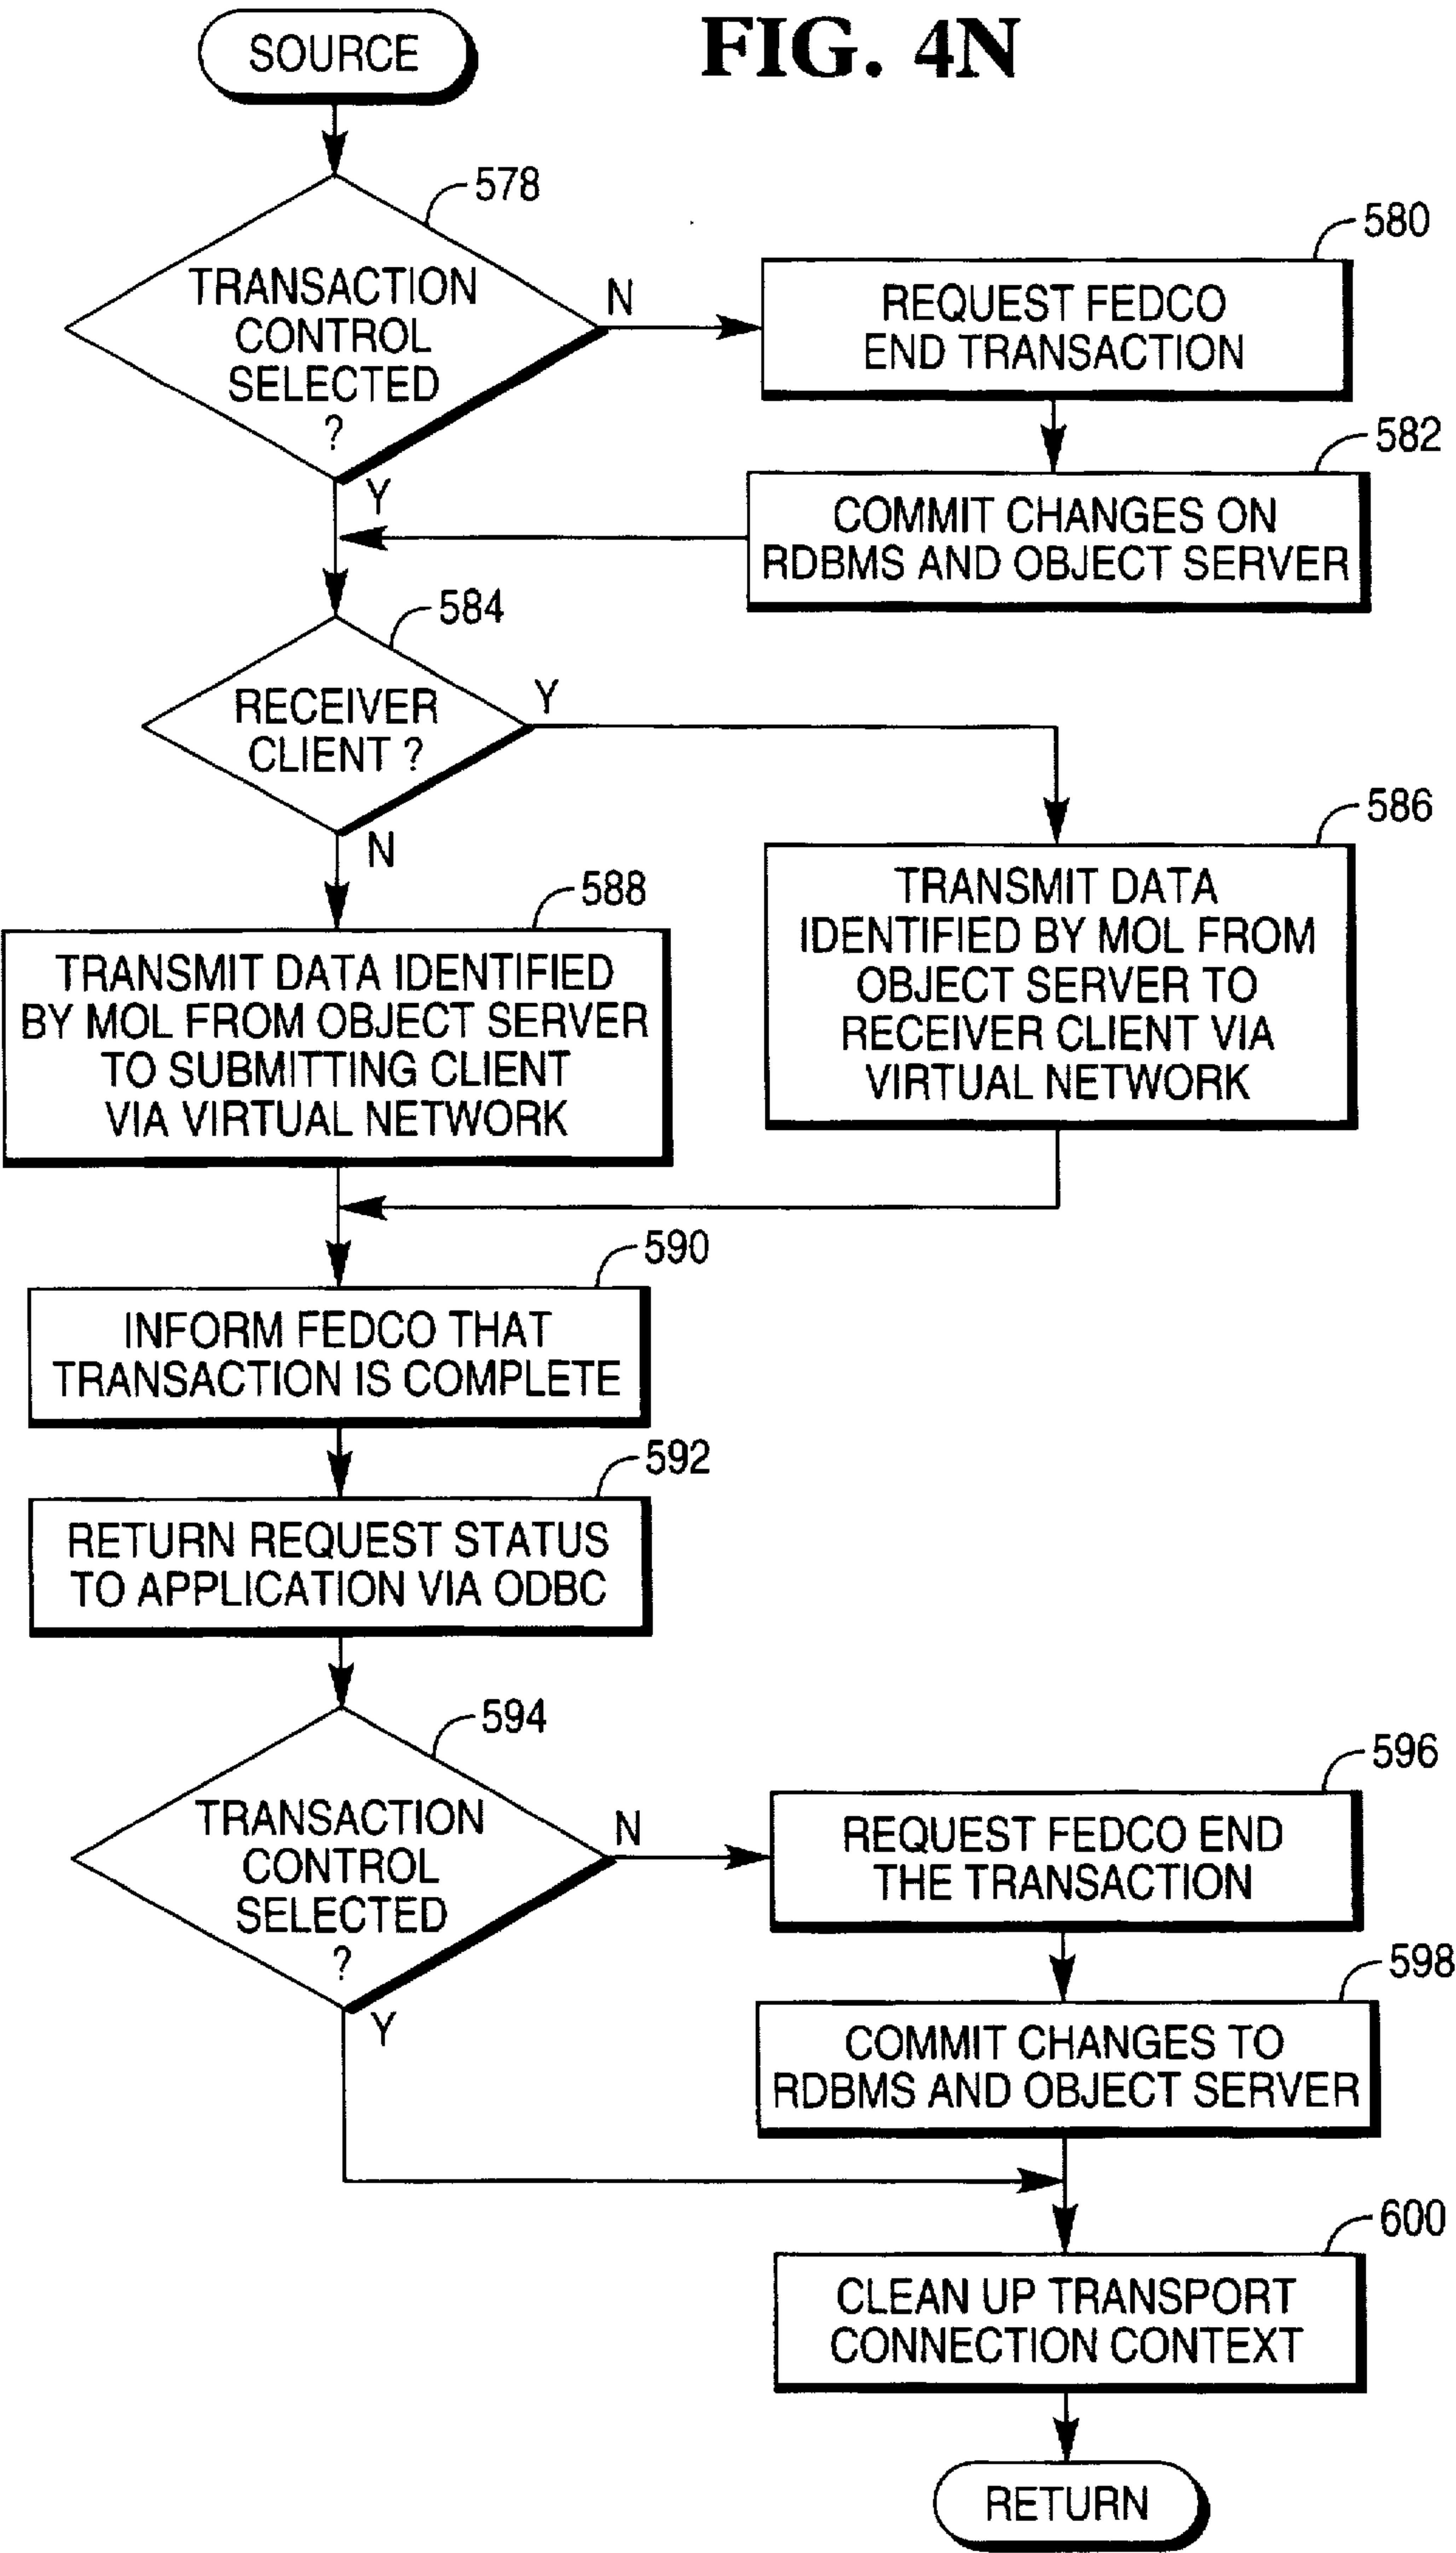 FIG. 4N
SOURCE
578
TRANSACTION
CONTROL
SELECTED
?
N
Y
580
REQUEST FEDCO
END TRANSACTION
582
COMMIT CHANGES ON
RDBMS AND OBJECT SERVER
584
RECEIVER
CLIENT ?
Y
N
586
TRANSMIT DATA
IDENTIFIED BY MOL FROM
OBJECT SERVER TO
RECEIVER CLIENT VIA
VIRTUAL NETWORK
588
TRANSMIT DATA IDENTIFIED
BY MOL FROM OBJECT SERVER
TO SUBMITTING CLIENT
VIA VIRTUAL NETWORK
590
INFORM FEDCO THAT
TRANSACTION IS COMPLETE
592
RETURN REQUEST STATUS
TO APPLICATION VIA ODBC
594
TRANSACTION
CONTROL
SELECTED
?
N
Y
596
REQUEST FEDCO END
THE TRANSACTION
598
COMMIT CHANGES TO
RDBMS AND OBJECT SERVER
600
CLEAN UP TRANSPORT
CONNECTION CONTEXT
RETURN